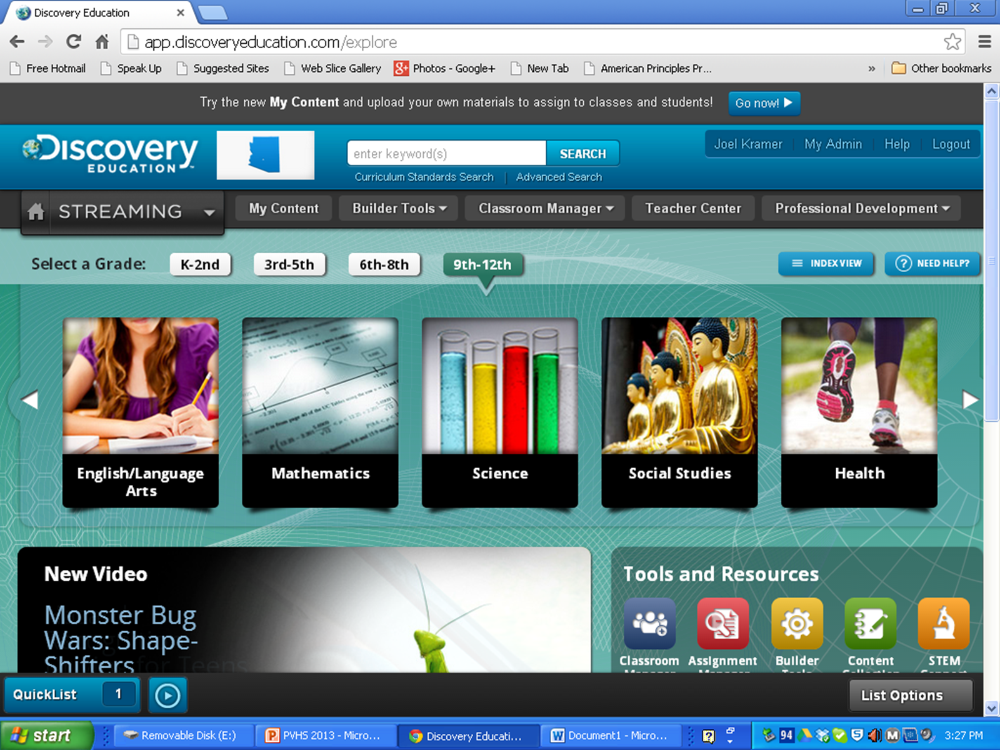 Discovery Education
app.discoveryeducation.com/explore
Free Hotmail Speak Up Suggested Sites Web Slice Gallery Photos - Google+ New Tab American Principles Pr... » Other bookmarks
Try the new My Content and upload your own materials to assign to classes and students! Go now!
Discovery
EDUCATION
enter keyword(s) SEARCH
Joel Kramer My Admin Help Logout
Curriculum Standards Search Advanced Search
STREAMING My Content Builder Tools Classroom Manager Teacher Center Professional Development
Select a Grade: K-2nd 3rd-5th 6th-8th 9th-12th INDEX VIEW ? NEED HELP?
English/Language
Arts
Mathematics
Science
Social Studies
Health
New Video
Monster Bug
Wars: Shape-
Shifters
for Teens
Tools and Resources
Classroom Assignment Builder Content STEM
QuickList 1
List Options
start Removable Disk (E:) PVHS 2013 - Micro... Discovery Educati... Document1 - Micro... 94 3:27 PM